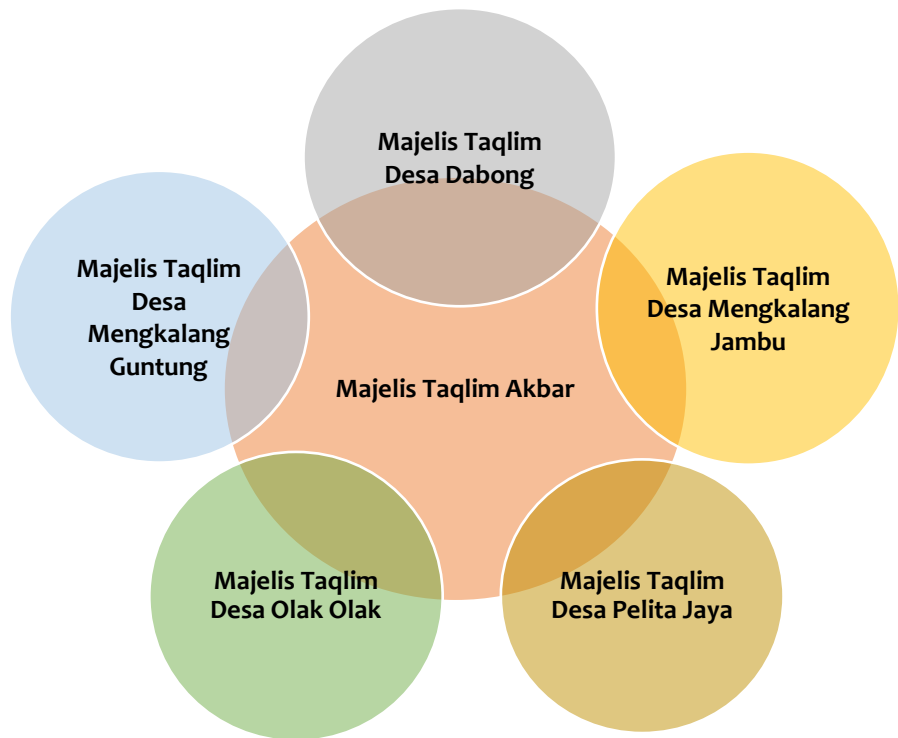 Majelis Taqlim
Desa Dabong
Majelis Taqlim
Desa
Mengkalang
Guntung
Majelis Taqlim
Desa Mengkalang
Jambu
Majelis Taqlim Akbar
Majelis Taqlim
Desa Olak Olak
Majelis Taqlim
Desa Pelita Jaya